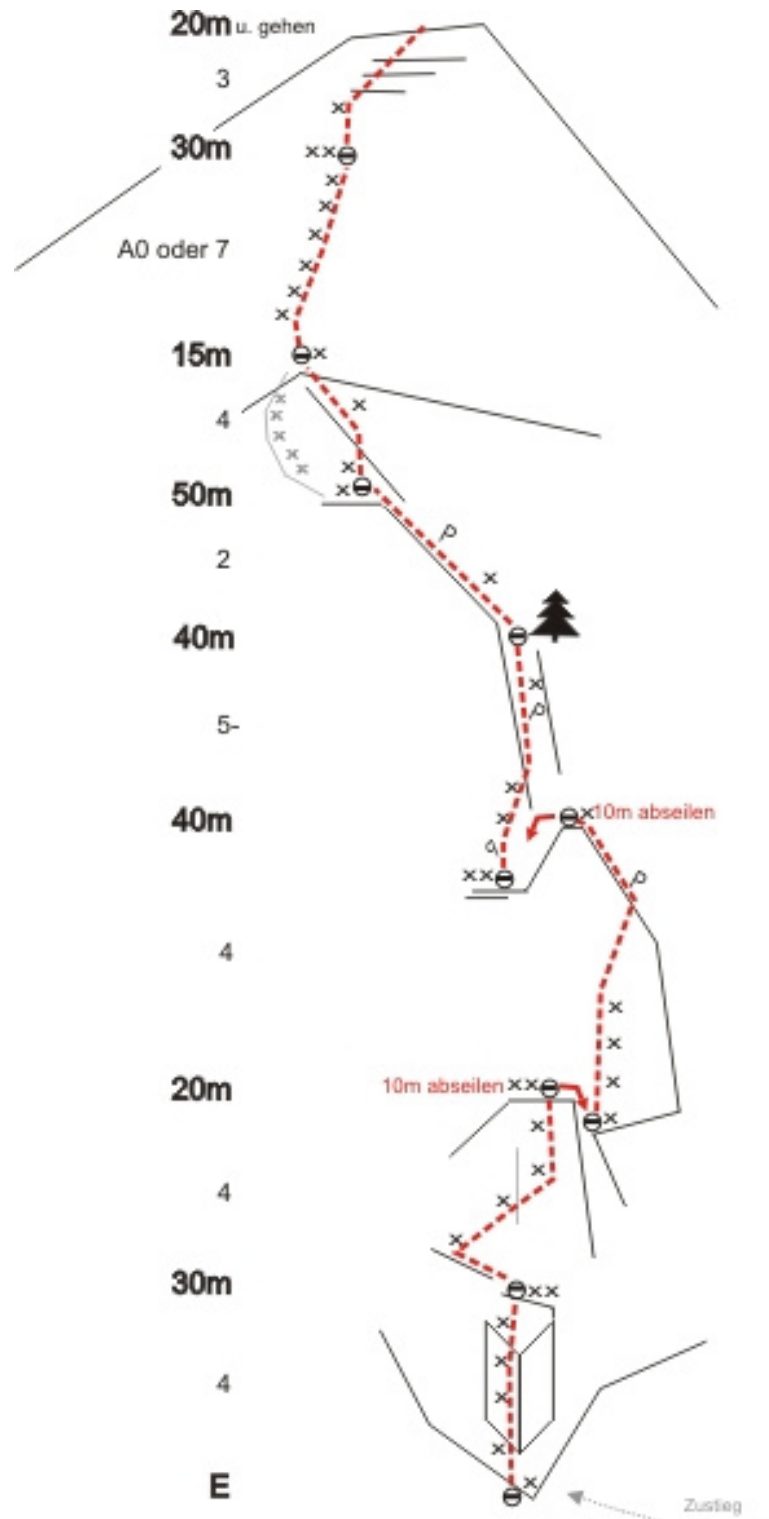 20m u. gehen
3
30m
A0 oder 7
15m
4
50m
2
40m
5-
40m
10m abseilen
4
20m
10m abseilen
4
30m
4
E
Zustieg